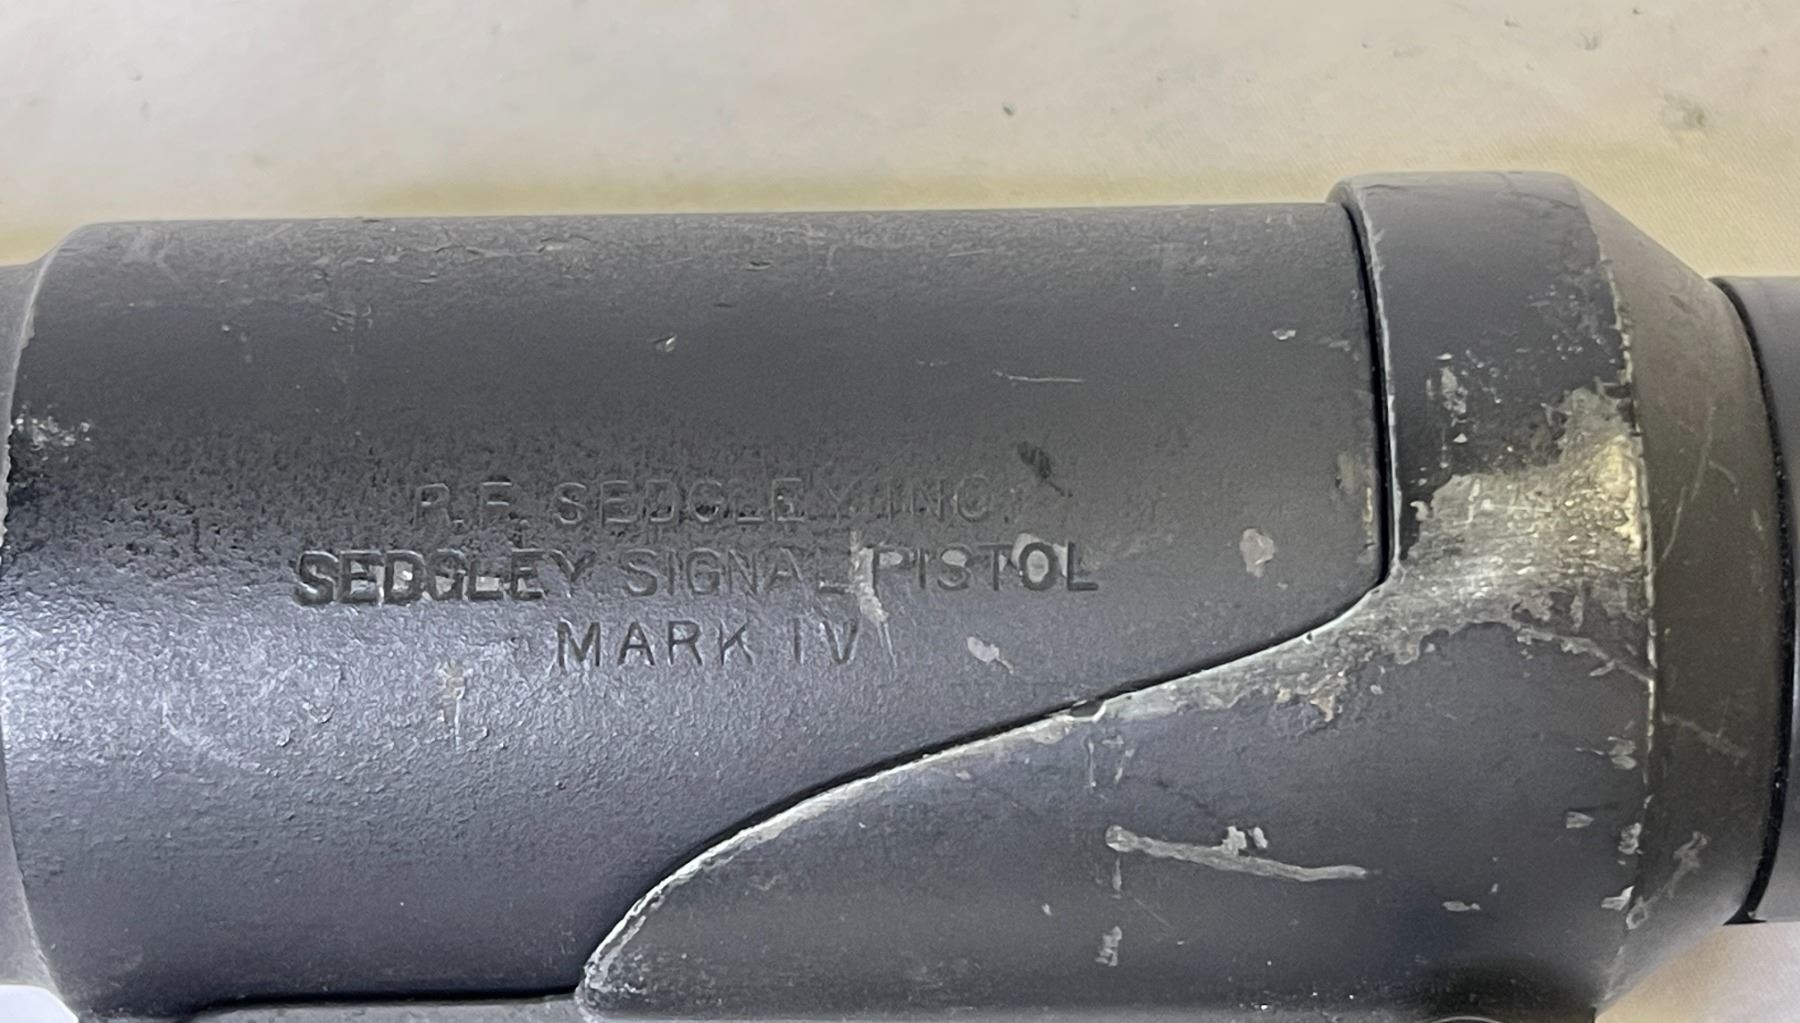 R.F. SEDGLEY INC.
SEDGLEY SIGNAL PISTOL
MARK IV